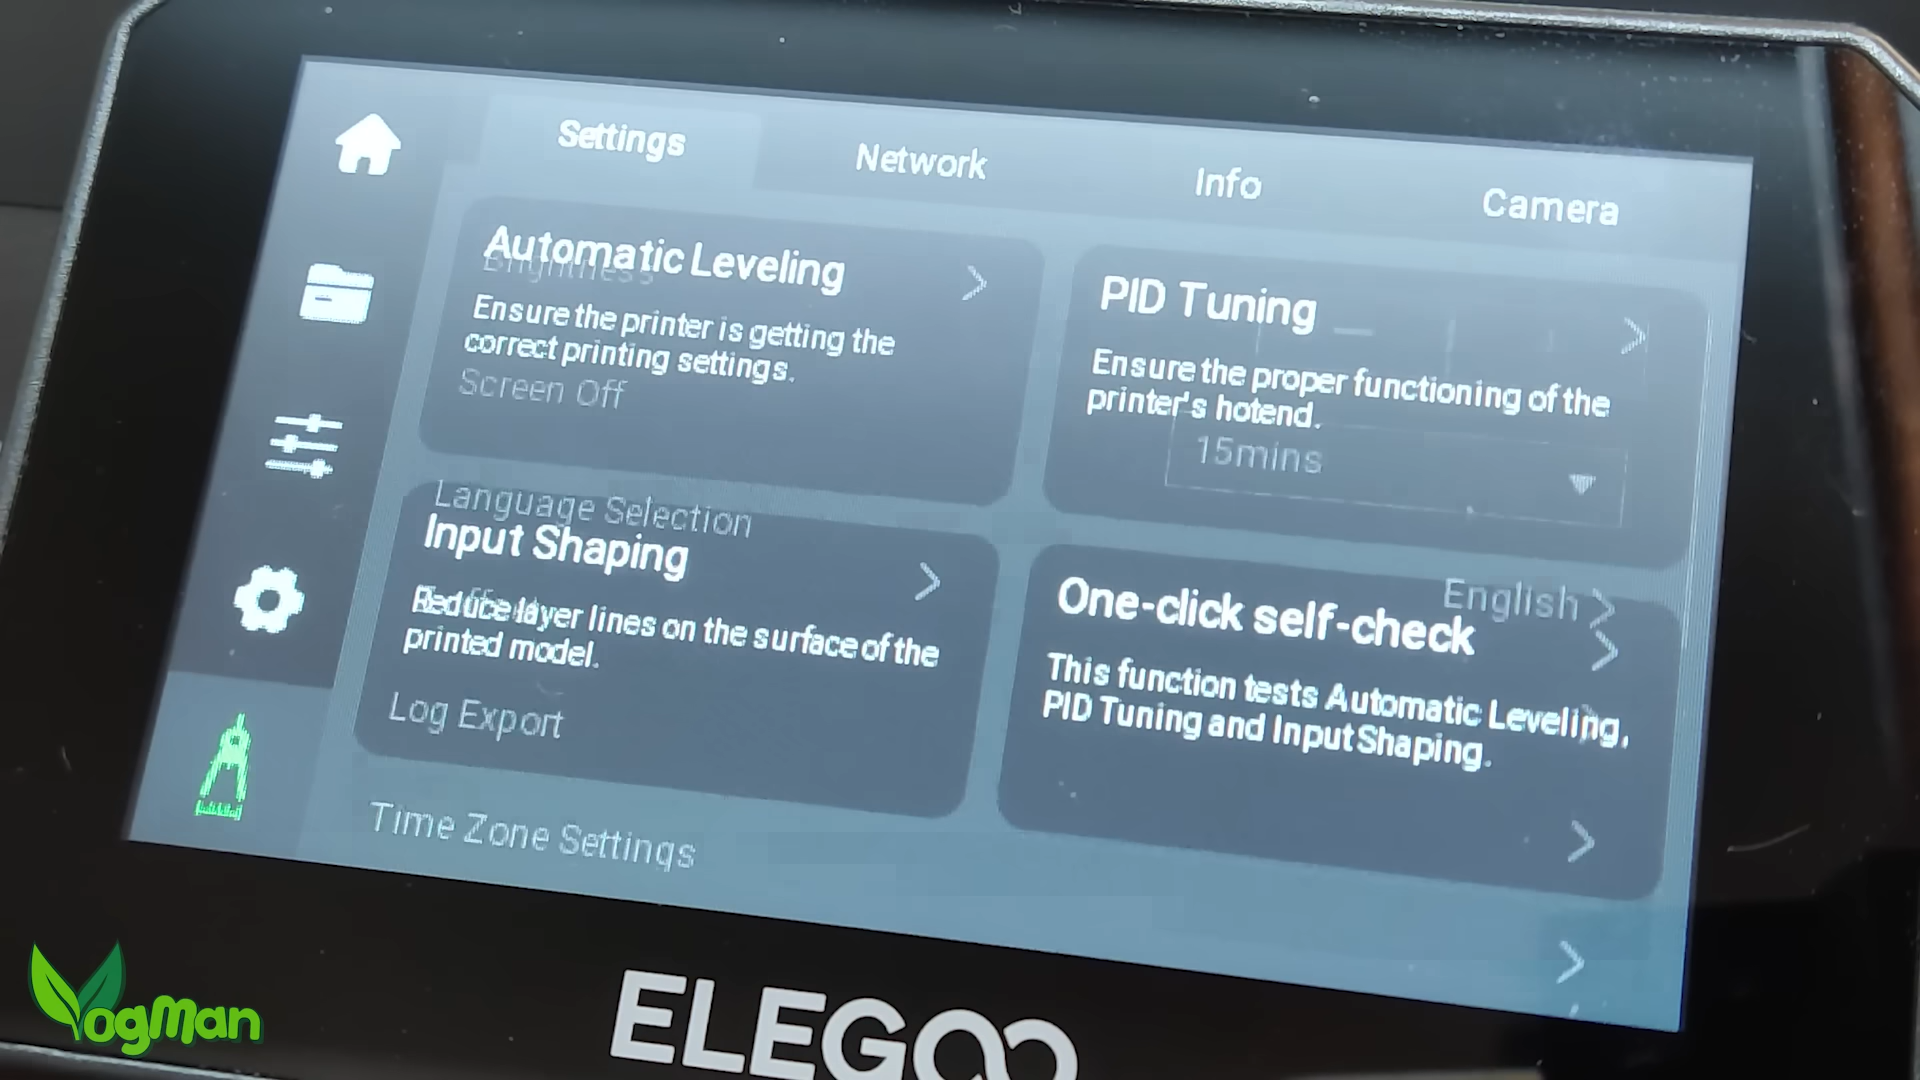 Settings
Network
Info
Camera
Automatic Leveling
Brightness
Ensure the printer is getting the
correct printing settings.
Screen Off
PID Tuning
Ensure the proper functioning of the
printer's hotend.
15mins
Language Selection
English
Input Shaping
Reduce layer lines on the surface of the
printed model.
Log Export
One-click self-check
This function tests Automatic Leveling,
PID Tuning and Input Shaping.
Time Zone Settings
ELEGOO
VogMan